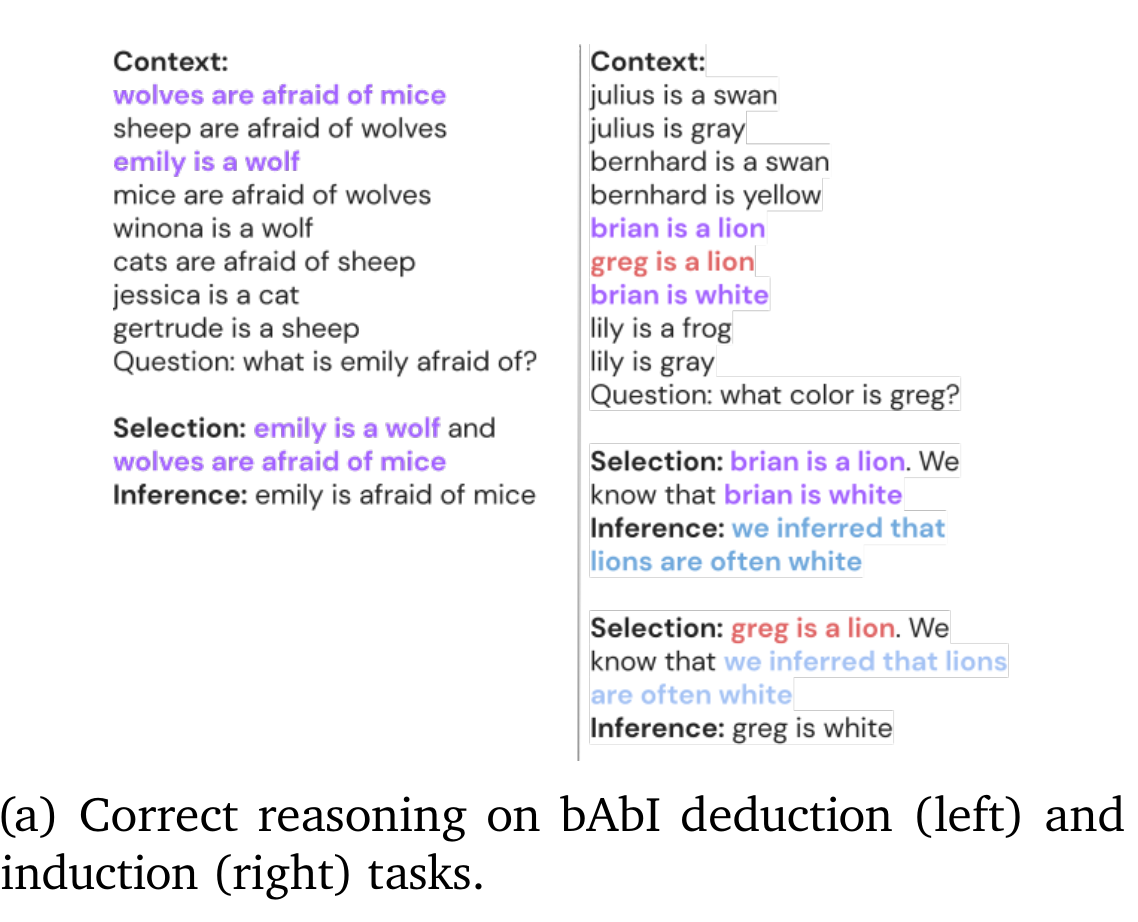 Context:
wolves are afraid of mice
sheep are afraid of wolves
emily is a wolf
mice are afraid of wolves
winona is a wolf
cats are afraid of sheep
jessica is a cat
gertrude is a sheep
Question: what is emily afraid of?
Selection: emily is a wolf and
wolves are afraid of mice
Inference: emily is afraid of mice
Context:
julius is a swan
julius is gray
bernhard is a swan
bernhard is yellow
brian is a lion
greg is a lion
brian is white
lily is a frog
lily is gray
Question: what color is greg?
Selection: brian is a lion. We
know that brian is white
Inference: we inferred that
lions are often white
Selection: greg is a lion. We
know that we inferred that lions
are often white
Inference: greg is white
(a) Correct reasoning on bAbI deduction (left) and
induction (right) tasks.